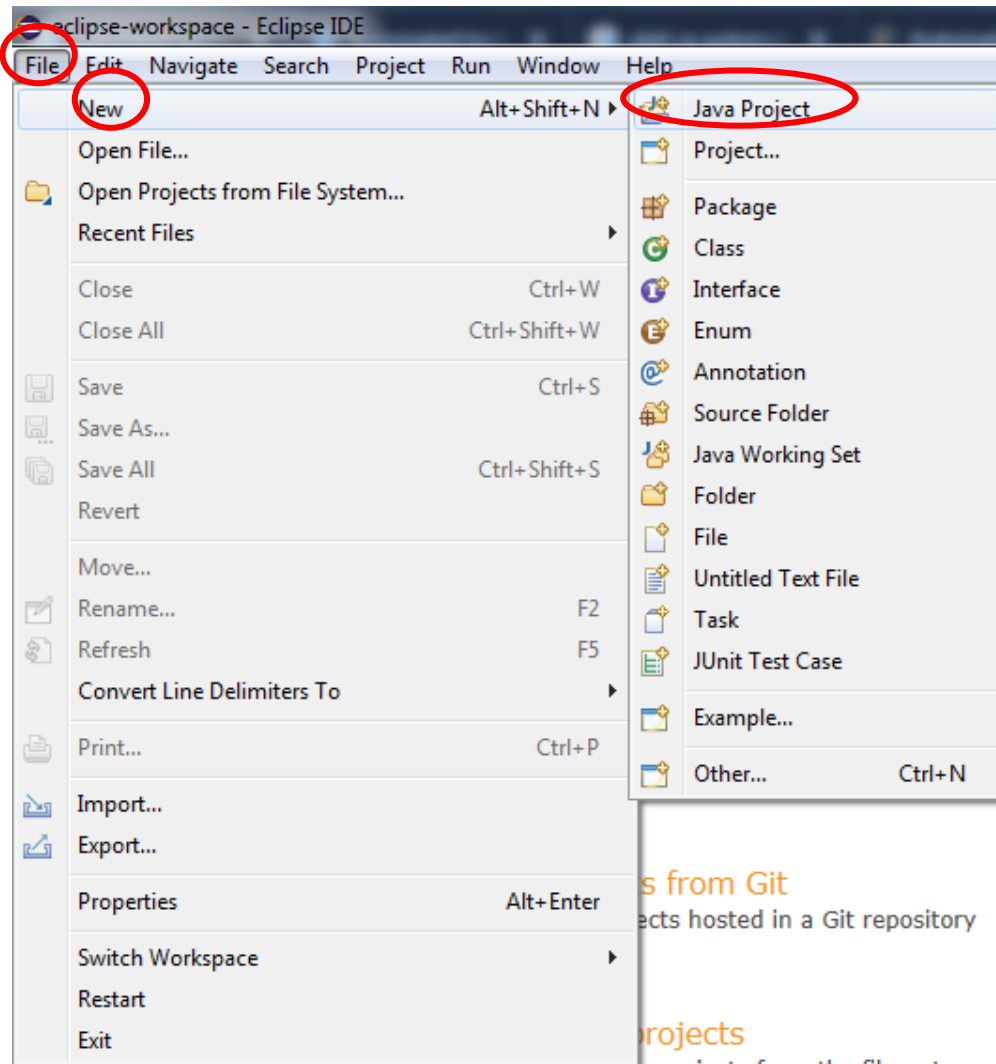 eclipse-workspace - Eclipse IDE
File Edit Navigate Search Project Run Window Help
New Alt+Shift+N
Open File...
Open Projects from File System...
Recent Files
Close Ctrl+W
Close All Ctrl+Shift+W
Save Ctrl+S
Save As...
Save All Ctrl+Shift+S
Revert
Move...
Rename... F2
Refresh F5
Convert Line Delimiters To
Print... Ctrl+P
Import...
Export...
Properties Alt+Enter
Switch Workspace
Restart
Exit
Java Project
Project...
Package
Class
Interface
Enum
Annotation
Source Folder
Java Working Set
Folder
File
Untitled Text File
Task
JUnit Test Case
Example...
Other... Ctrl+N
s from Git
ects hosted in a Git repository
rojects